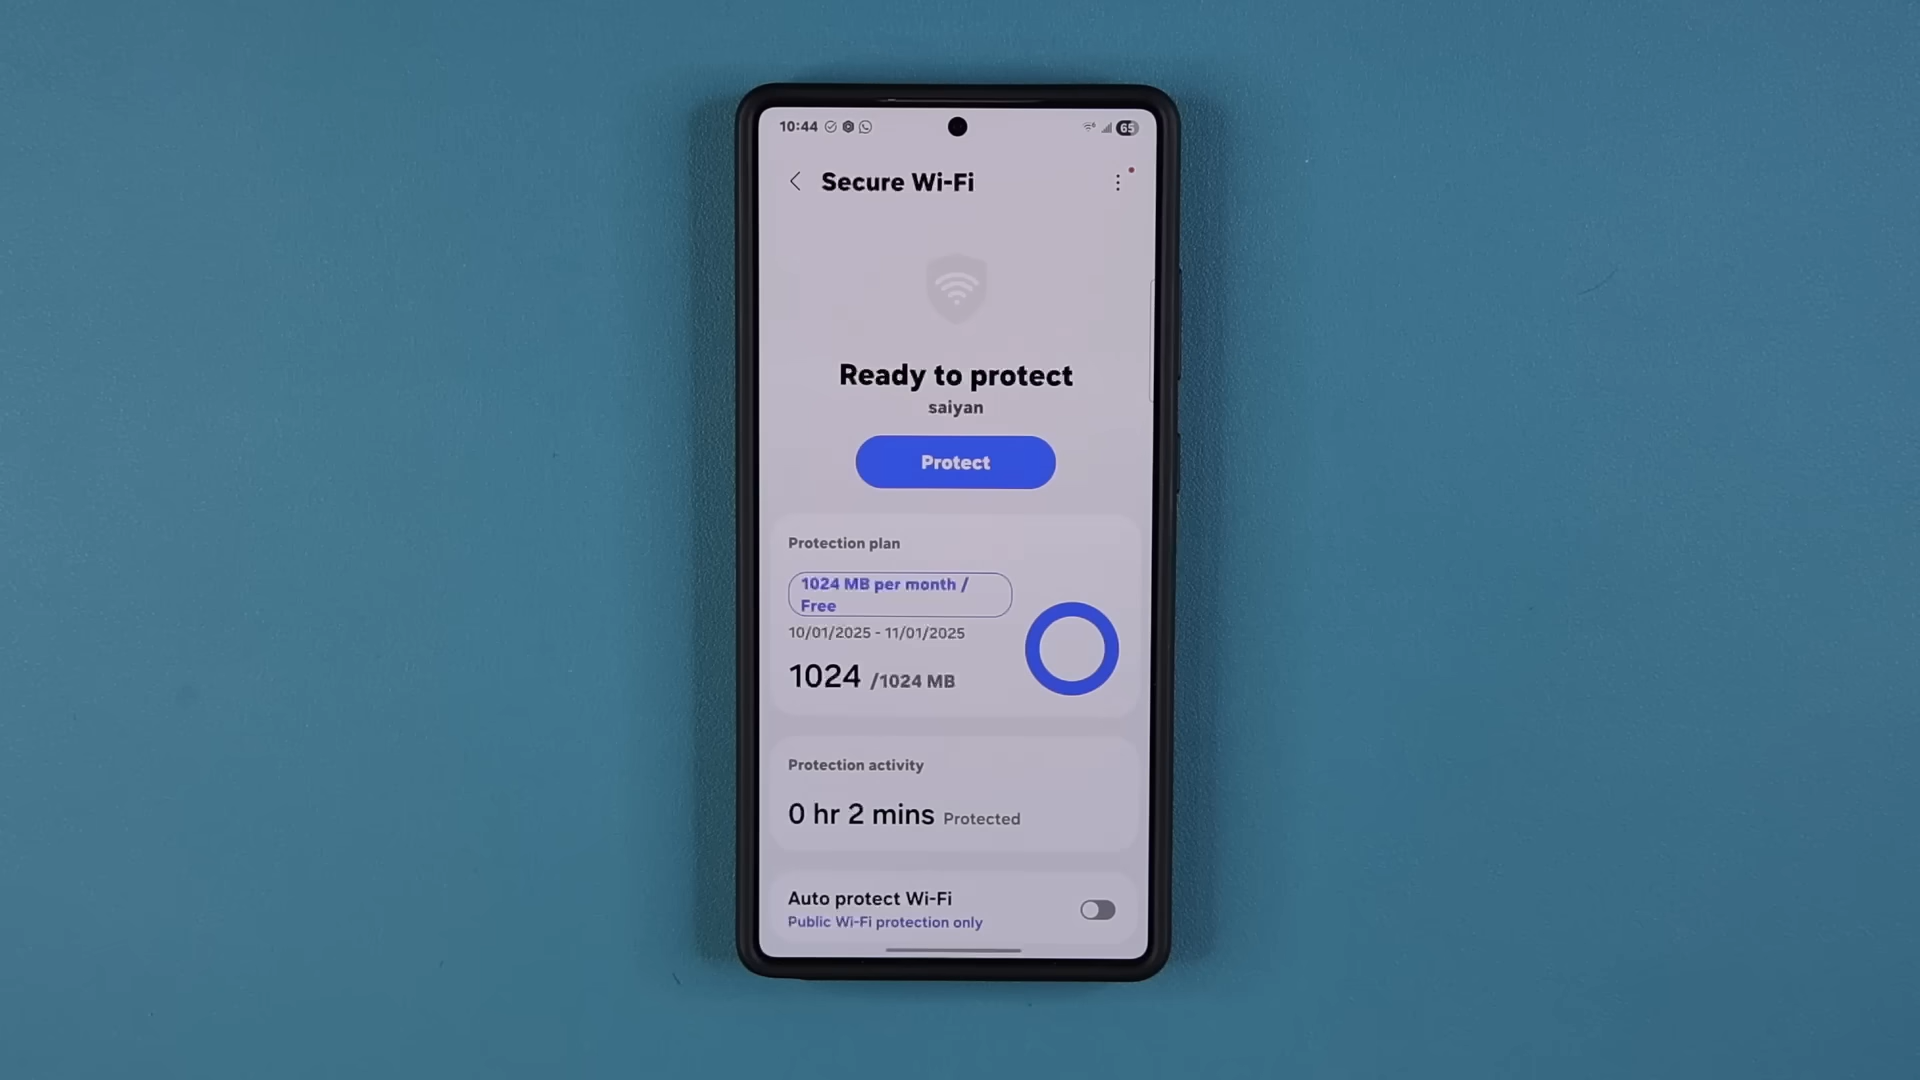 10:44
65
Secure Wi-Fi
Ready to protect
saiyan
Protect
Protection plan
1024 MB per month /
Free
10/01/2025 - 11/01/2025
1024 /1024 MB
Protection activity
0 hr 2 mins Protected
Auto protect Wi-Fi
Public Wi-Fi protection only